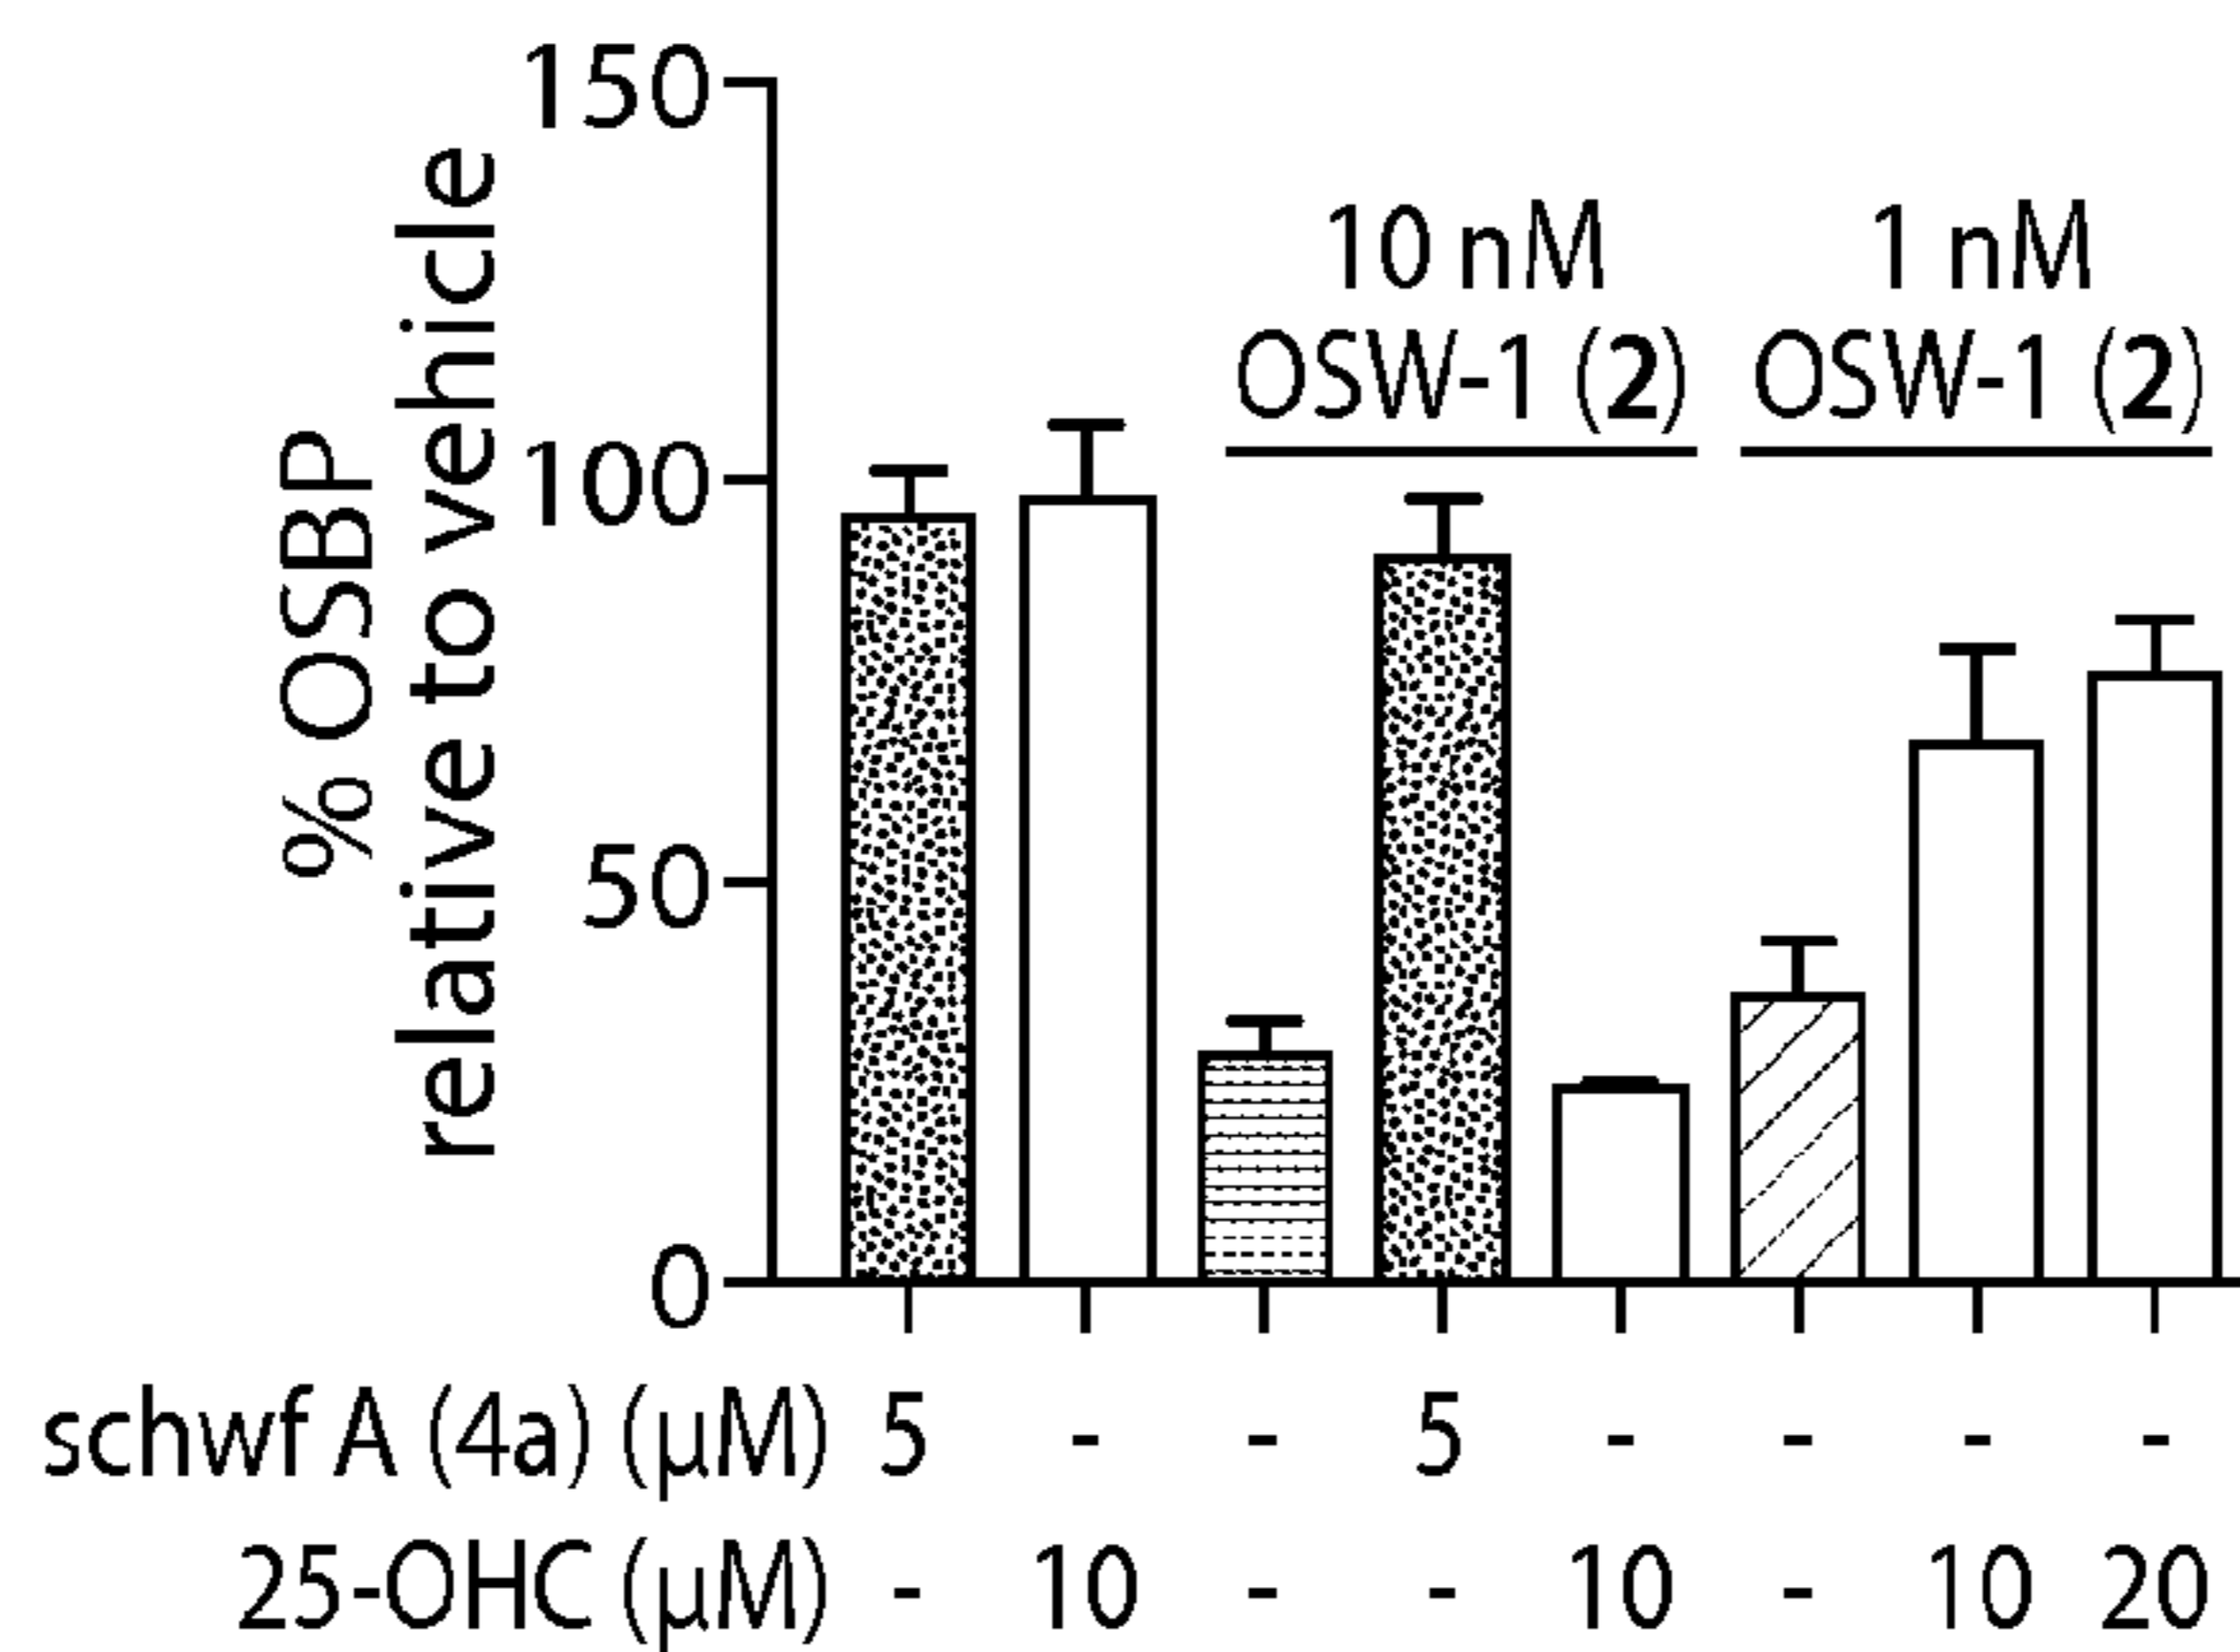 % OSBP
relative to vehicle
150
100
50
0
10 nM
OSW-1 (2)
1 nM
OSW-1 (2)
schwf A (4a) (µM) 5 - - 5 - - - -
25-OHC (µM) - 10 - - 10 - 10 20